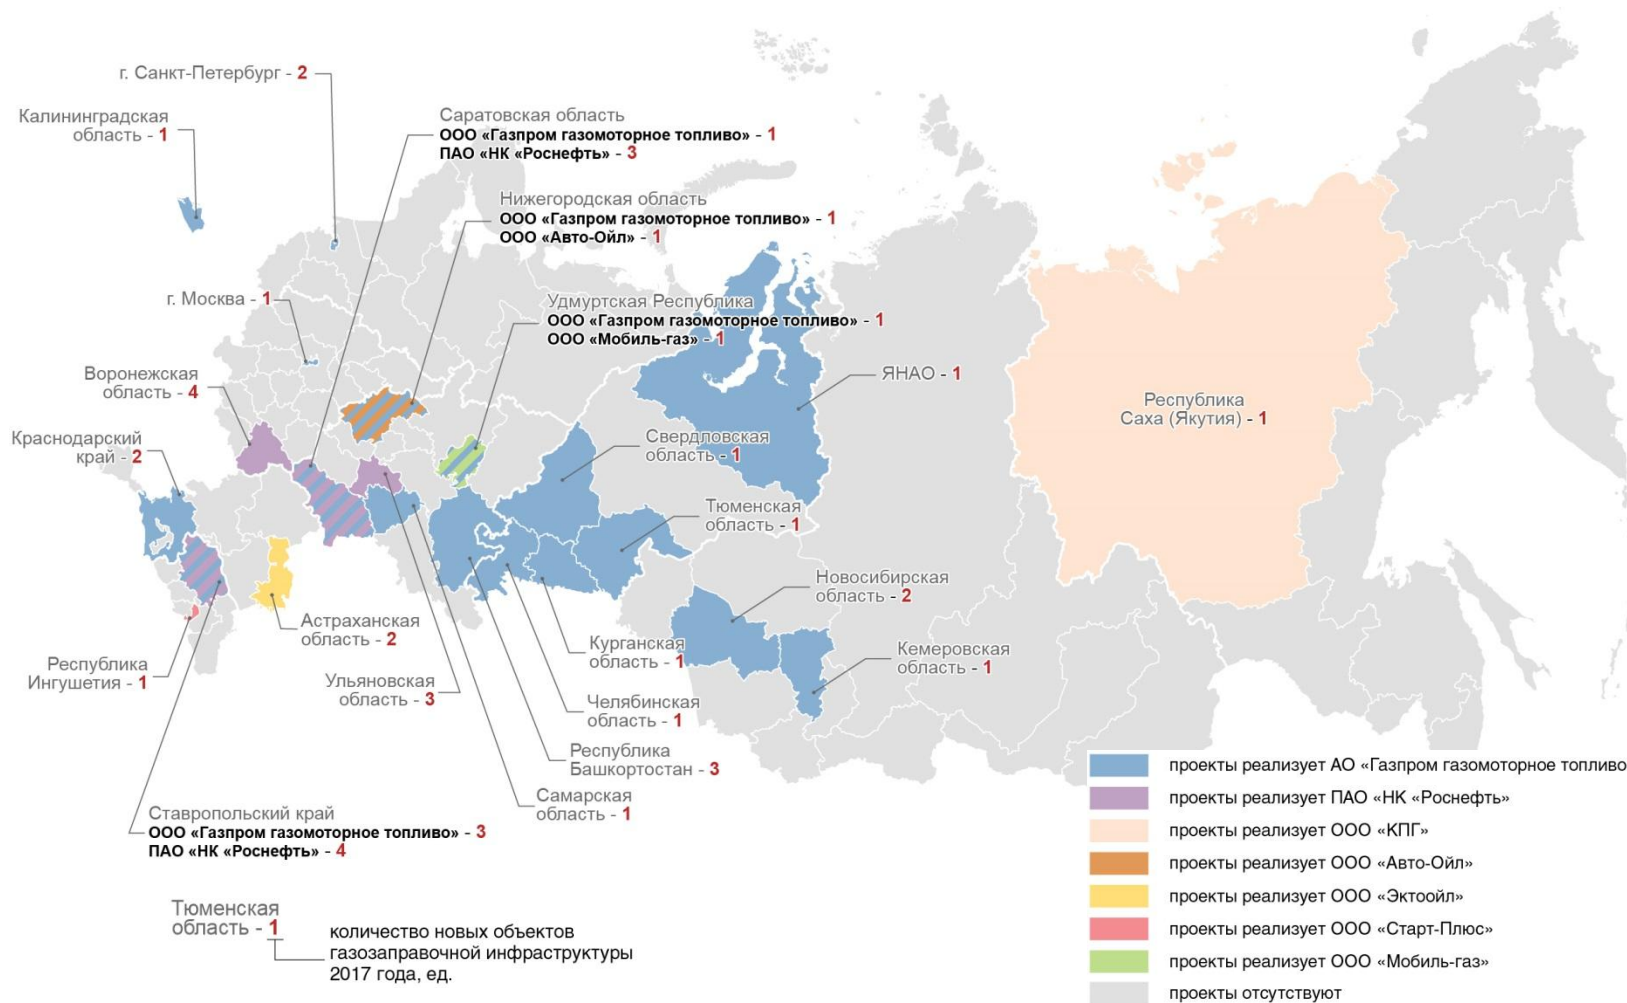 г. Санкт-Петербург - 2
Калининградская
область - 1
Саратовская область
ООО «Газпром газомоторное топливо» - 1
ПАО «НК «Роснефть» - 3
Нижегородская область
ООО «Газпром газомоторное топливо» - 1
ООО «Авто-Ойл» - 1
г. Москва - 1
Удмуртская Республика
ООО «Газпром газомоторное топливо» - 1
ООО «Мобиль-газ» - 1
Воронежская
область - 4
ЯНАО - 1
Республика
Саха (Якутия) - 1
Краснодарский
край - 2
Свердловская
область - 1
Тюменская
область - 1
Новосибирская
область - 2
Астраханская
область - 2
Курганская
область - 1
Кемеровская
область - 1
Республика
Ингушетия - 1
Ульяновская
область - 3
Челябинская
область - 1
Республика
Башкортостан - 3
Самарская
область - 1
Ставропольский край
ООО «Газпром газомоторное топливо» - 3
ПАО «НК «Роснефть» - 4
Тюменская
область - 1
количество новых объектов
газозаправочной инфраструктуры
2017 года, ед.
проекты реализует АО «Газпром газомоторное топливо
проекты реализует ПАО «НК «Роснефть»
проекты реализует ООО «КПГ»
проекты реализует ООО «Авто-Ойл»
проекты реализует ООО «Эктоойл»
проекты реализует ООО «Старт-Плюс»
проекты реализует ООО «Мобиль-газ»
проекты отсутствуют